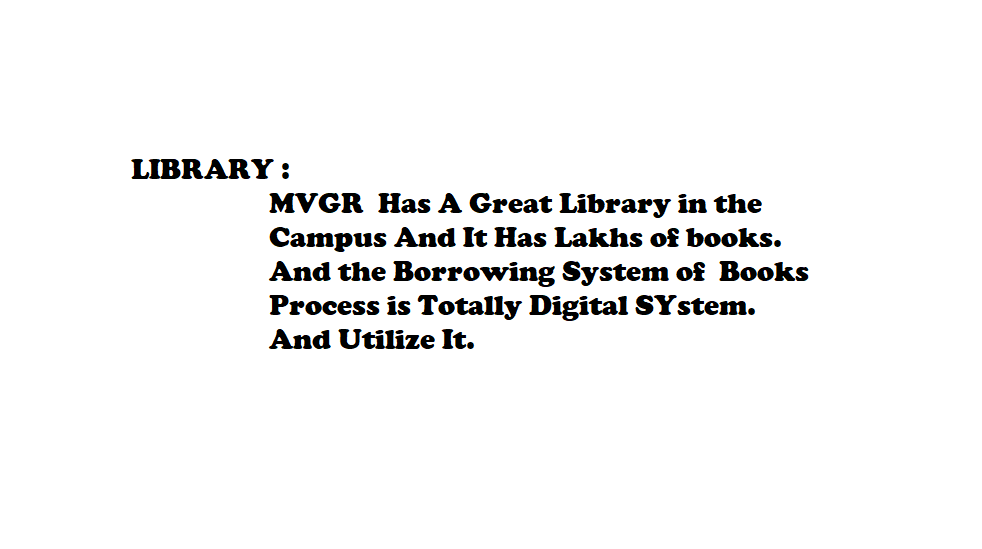 LIBRARY :
MVGR  Has A Great Library in the
Campus And It Has Lakhs of books.
And the Borrowing System of  Books
Process is Totally Digital SYstem.
And Utilize It.